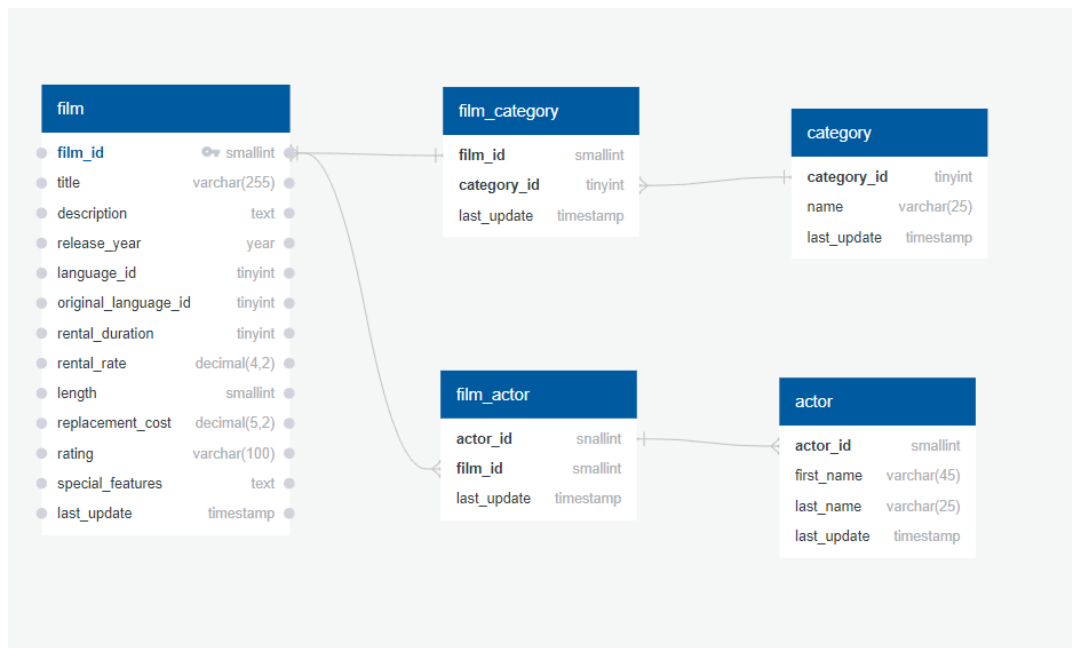 film
film_id smallint
title varchar(255)
description text
release_year year
language_id tinyint
original_language_id tinyint
rental_duration tinyint
rental_rate decimal(4,2)
length smallint
replacement_cost decimal(5,2)
rating varchar(100)
special_features text
last_update timestamp
film_category
film_id smallint
category_id tinyint
last_update timestamp
category
category_id tinyint
name varchar(25)
last_update timestamp
film_actor
actor_id snallint
film_id smallint
last_update timestamp
actor
actor_id smallint
first_name varchar(45)
last_name varchar(25)
last_update timestamp